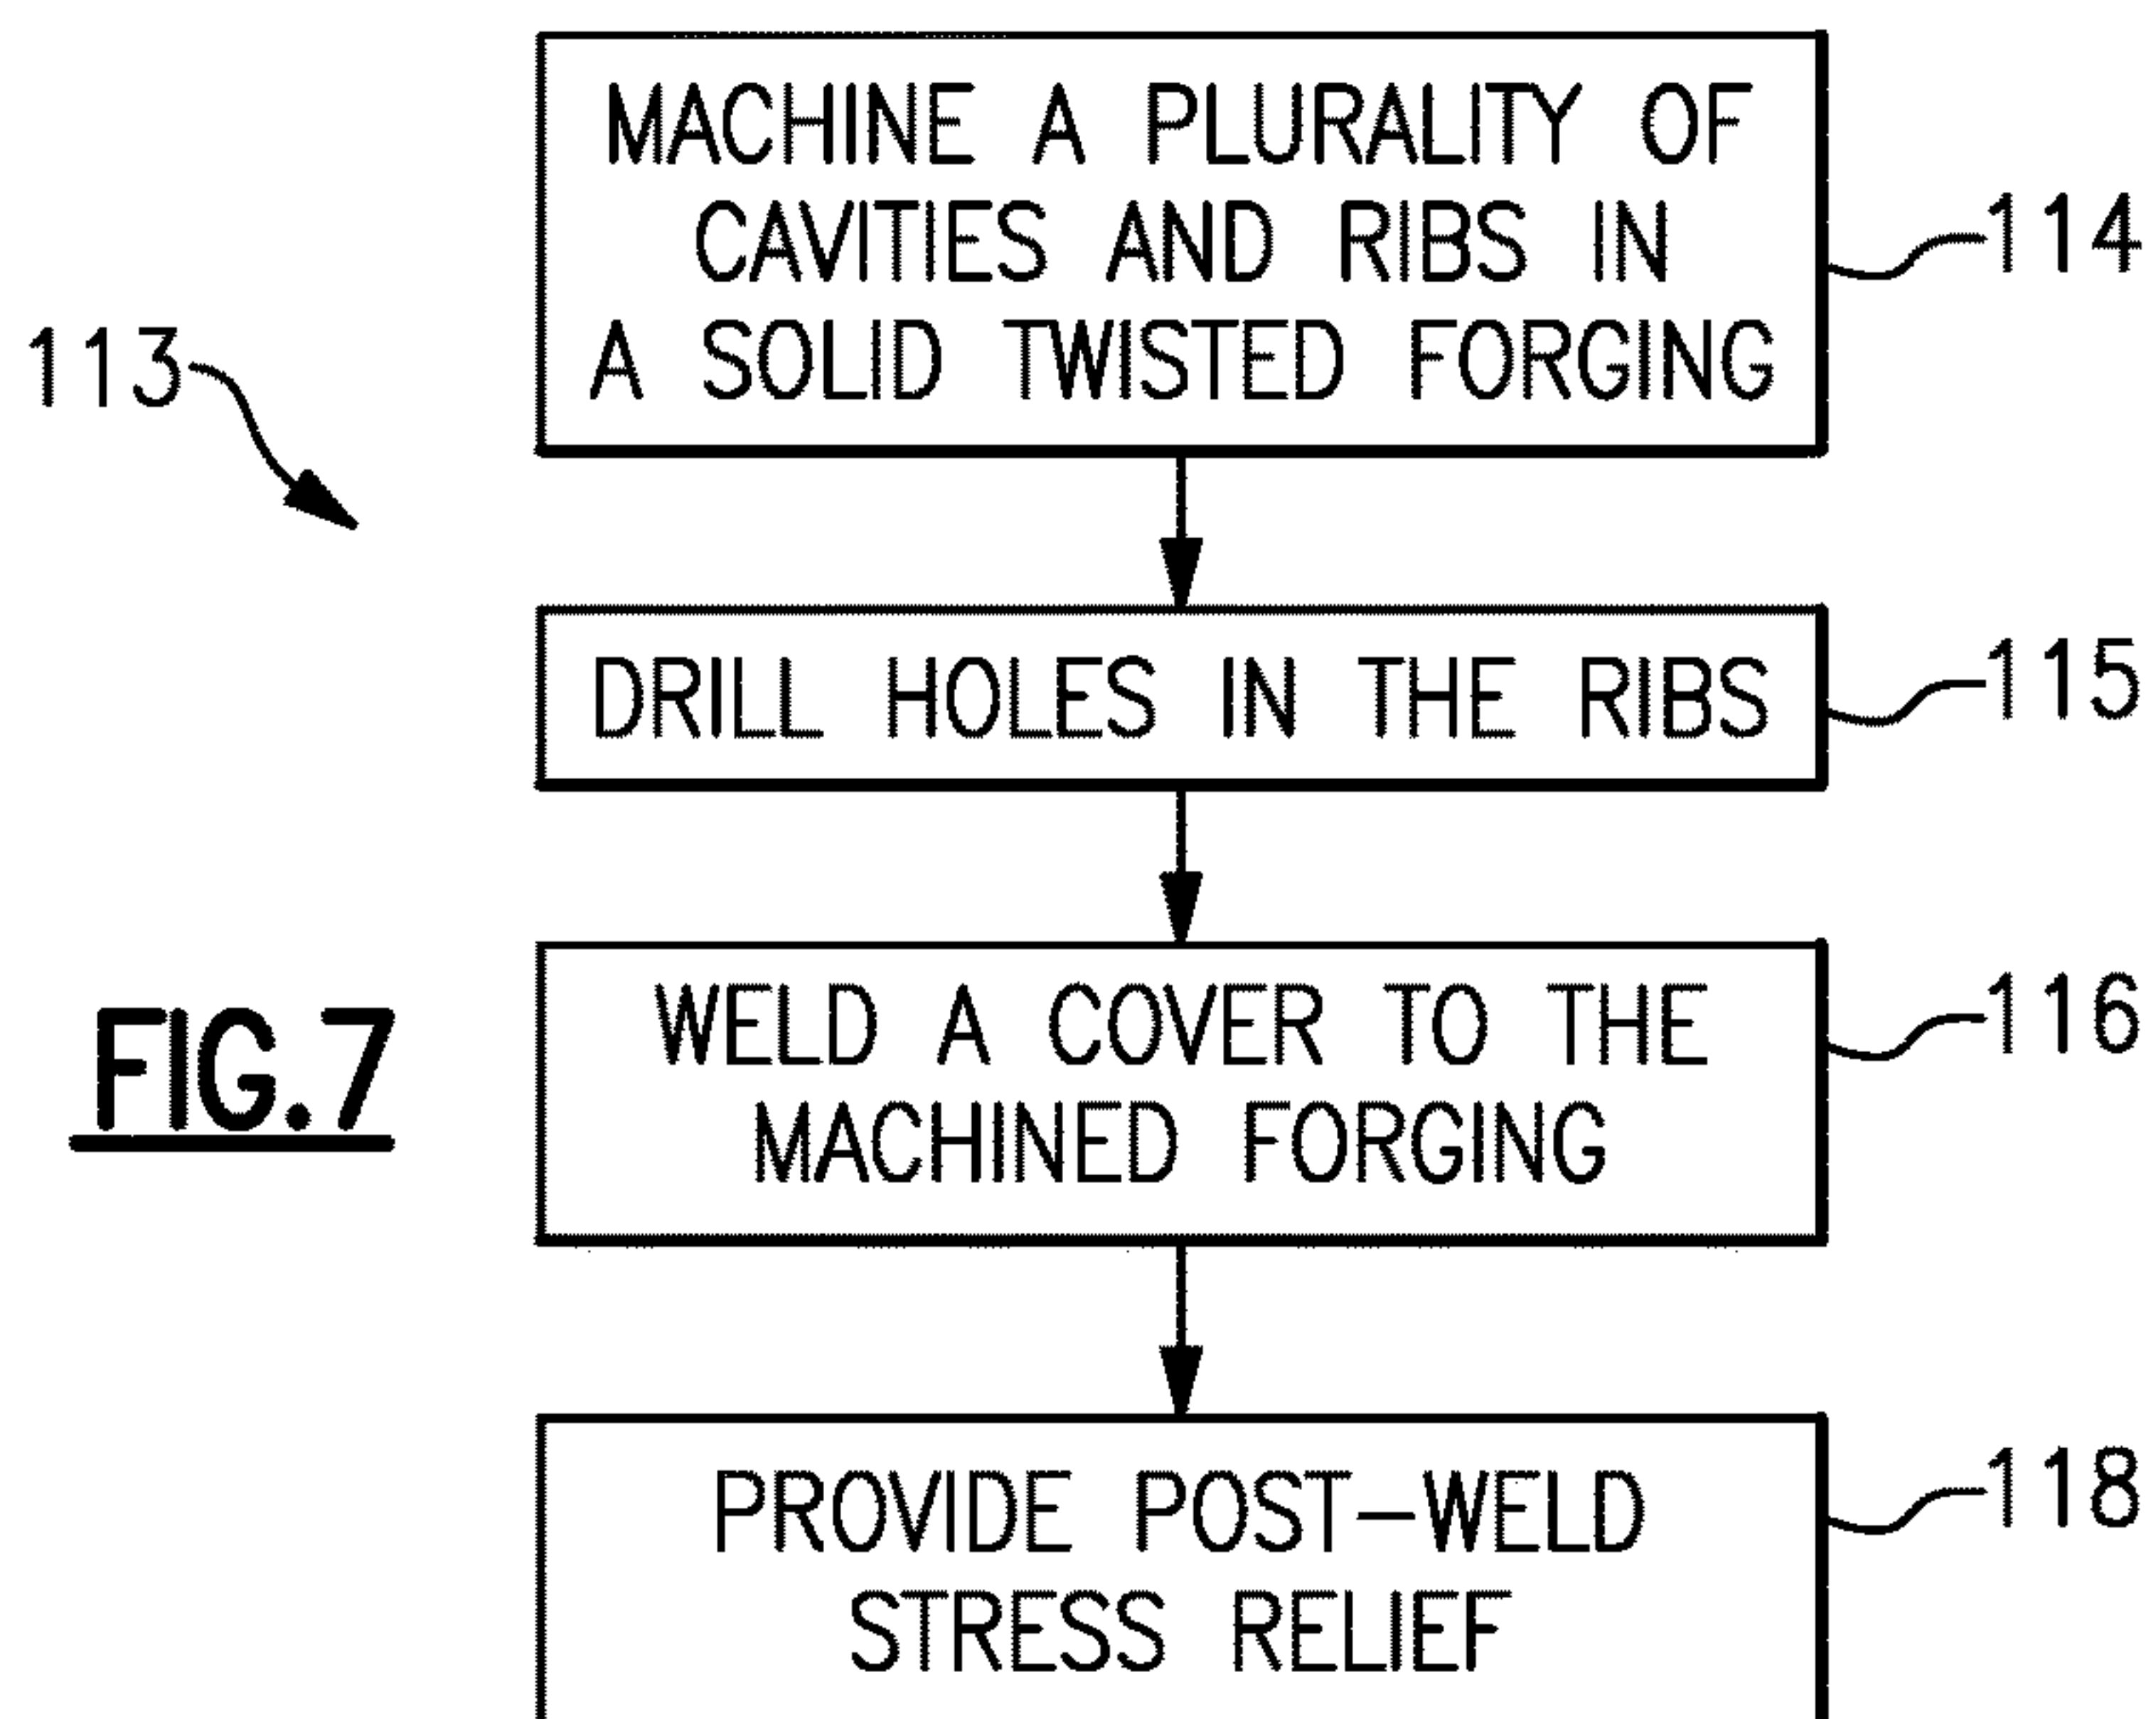 MACHINE A PLURALITY OF
CAVITIES AND RIBS IN
A SOLID TWISTED FORGING
114
113
DRILL HOLES IN THE RIBS
115
WELD A COVER TO THE
MACHINED FORGING
116
FIG.7
PROVIDE POST-WELD
STRESS RELIEF
118